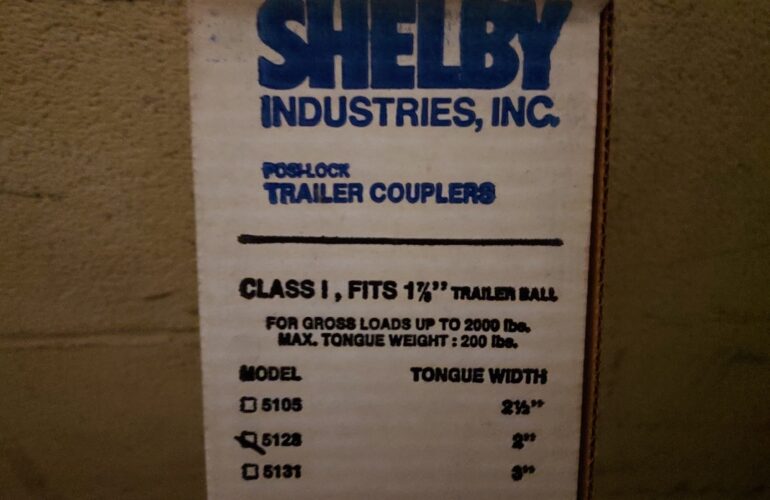 SHELBY
INDUSTRIES, INC.
POSI-LOCK
TRAILER COUPLERS
CLASS I, FITS 1⅞" TRAILER BALL
FOR GROSS LOADS UP TO 2000 lbs.
MAX. TONGUE WEIGHT : 200 lbs.
MODEL TONGUE WIDTH
☐ 5105 2½"
☑ 5128 2"
☐ 5131 3"